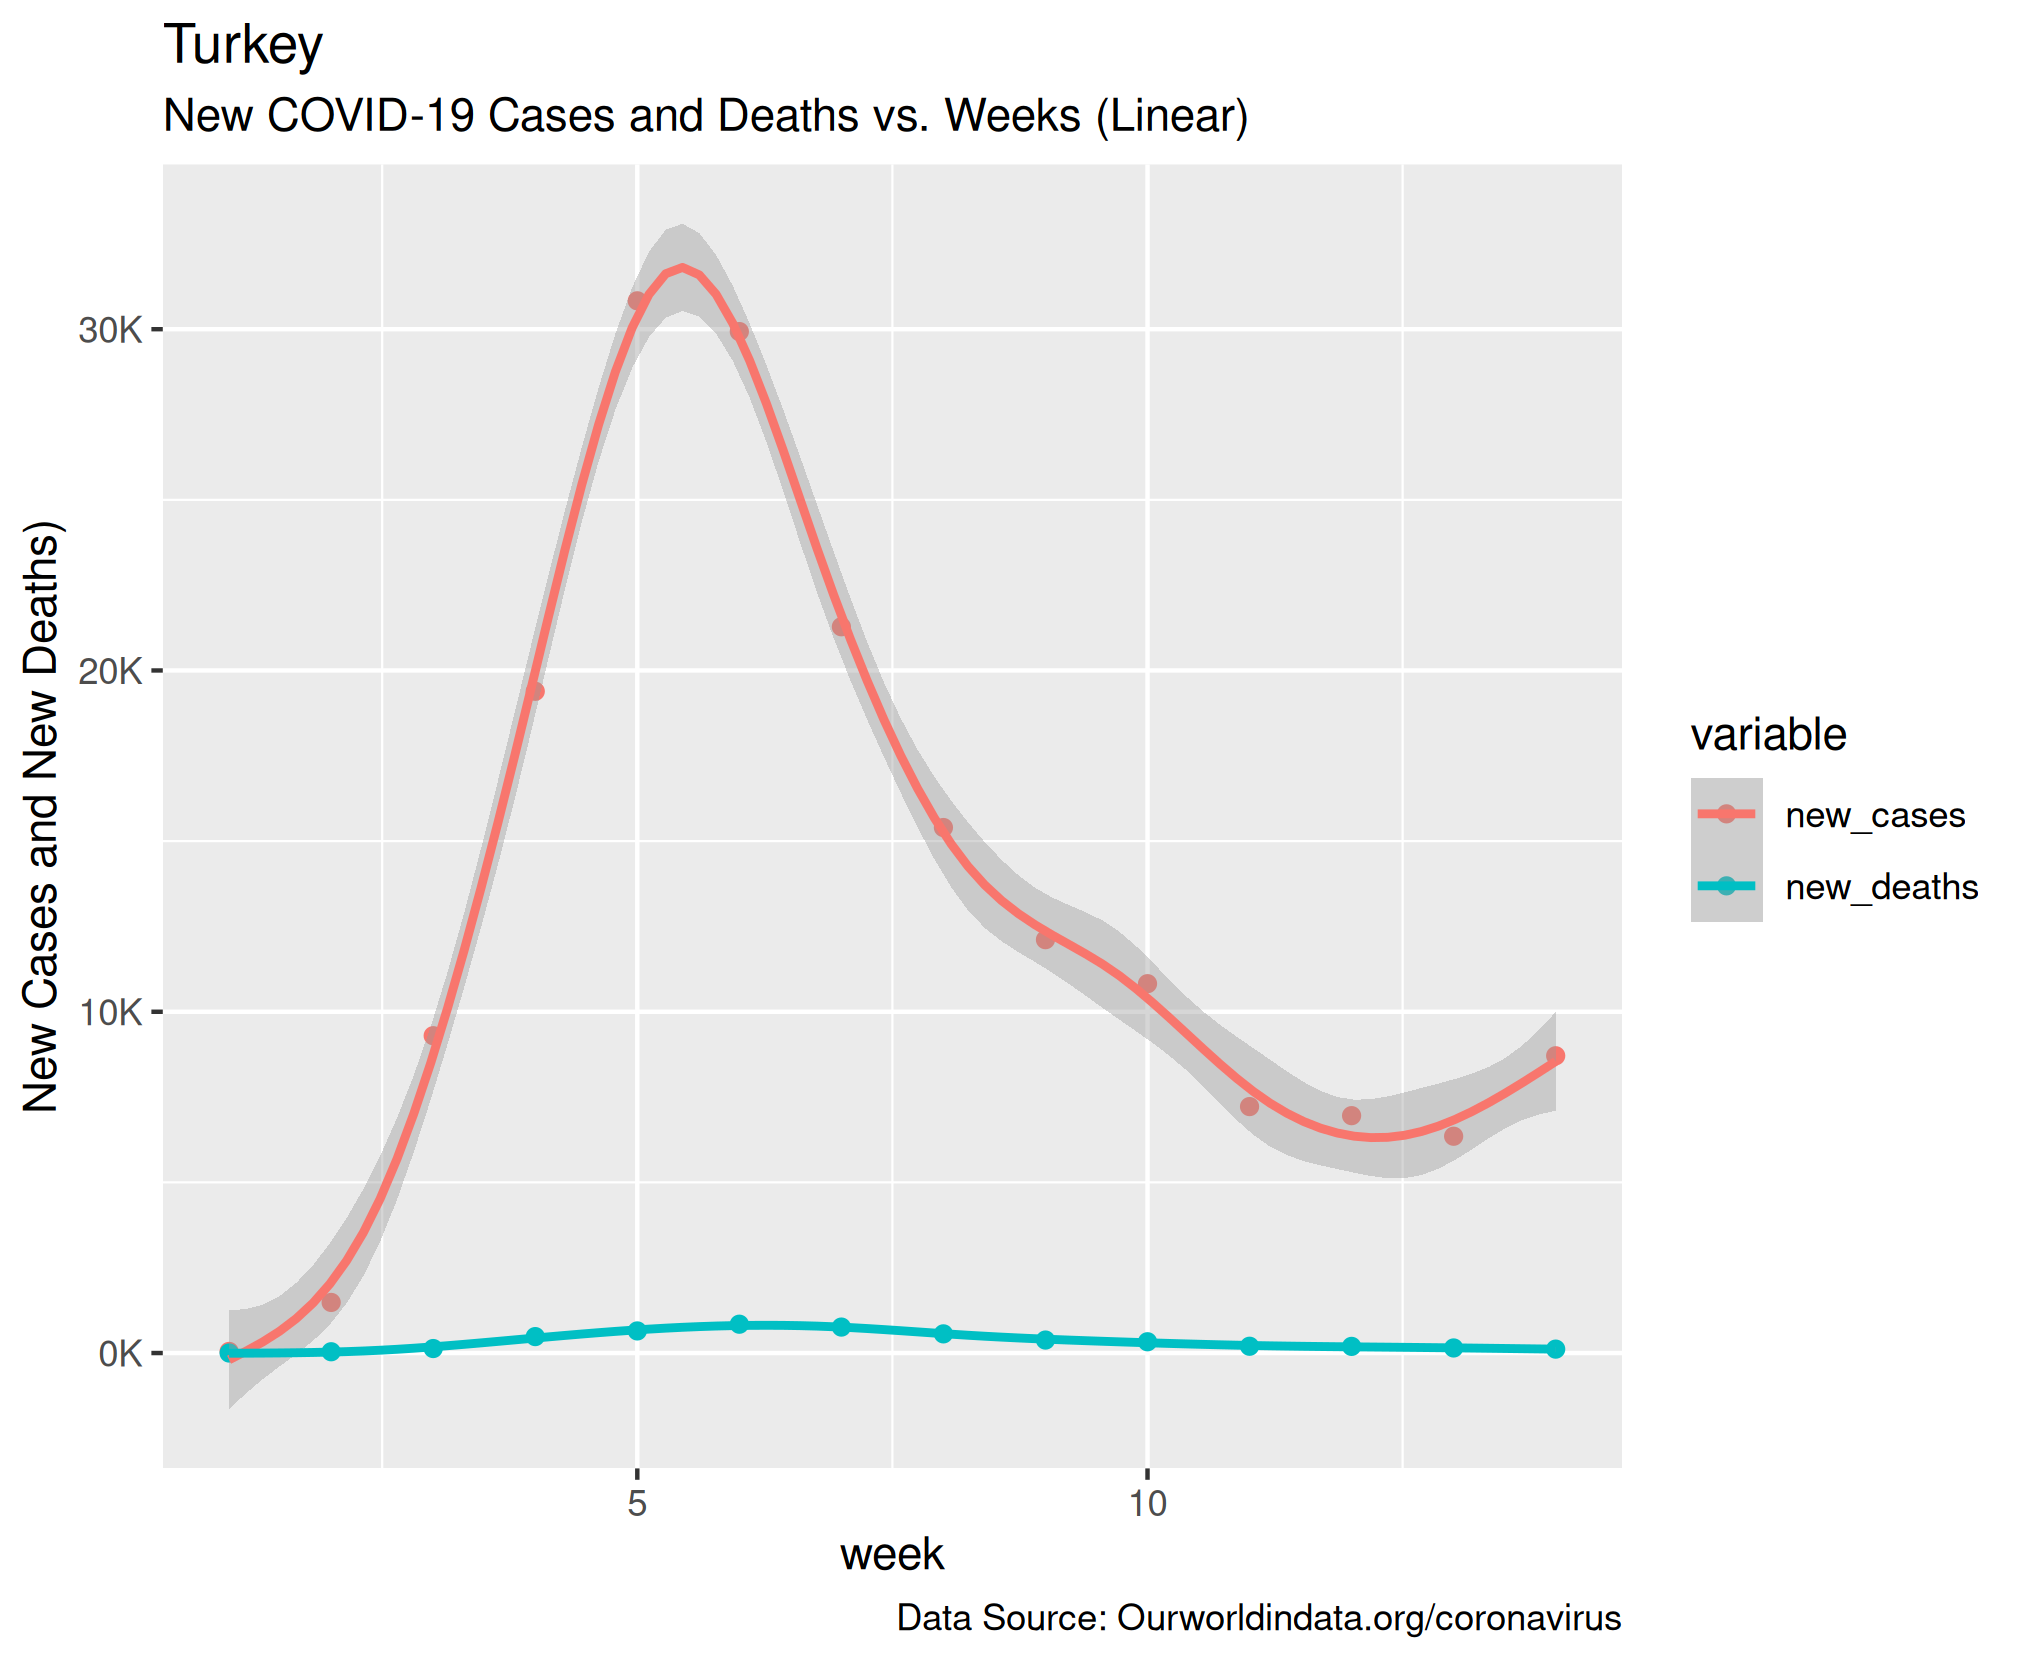 Turkey
New COVID-19 Cases and Deaths vs. Weeks (Linear)
New Cases and New Deaths)
30K
20K
10K
0K
5
10
week
variable
new_cases
new_deaths
Data Source: Ourworldindata.org/coronavirus